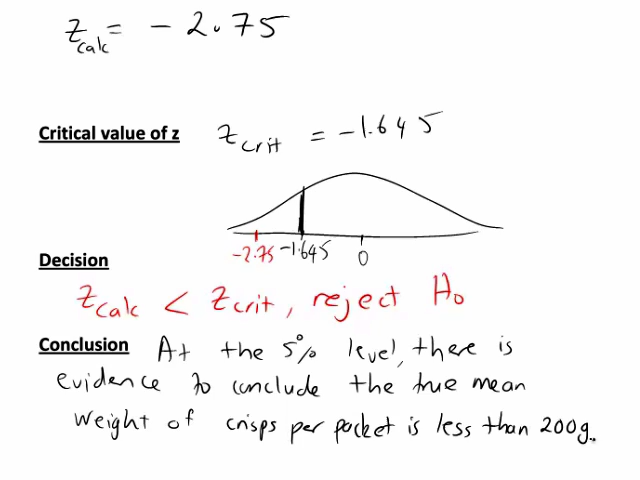 Zcalc = - 2.75
Critical value of z Zcrit = -1.645
-2.75 -1.645 0
Decision
Zcalc < Zcrit, reject H0
Conclusion At the 5% level, there is
evidence to conclude the true mean
weight of crisps per packet is less than 200g.